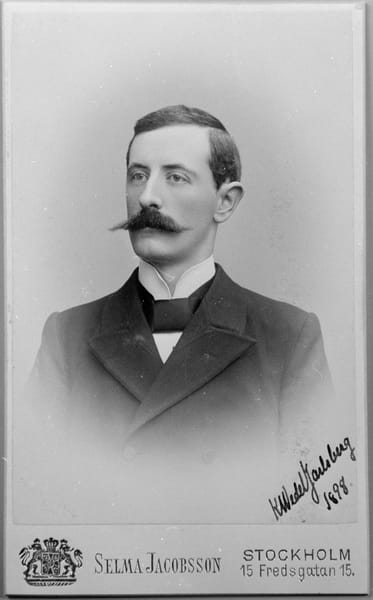 K Wedel Jarlsberg
1898.
SELMA JACOBSSON
STOCKHOLM
15 Fredsgatan 15.